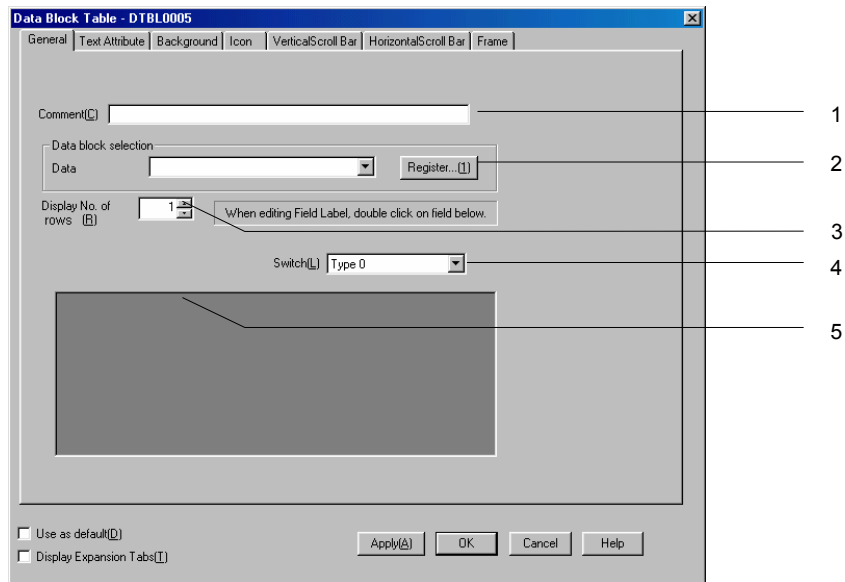 Data Block Table - DTBL0005
General Text Attribute Background Icon VerticalScroll Bar HorizontalScroll Bar Frame
Comment(C) 1
Data block selection
Data Register...(1) 2
Display No. of
rows (R) 1 When editing Field Label, double click on field below.
3
Switch(L) Type 0 4
5
Use as default(D)
Display Expansion Tabs(T)
Apply(A) OK Cancel Help